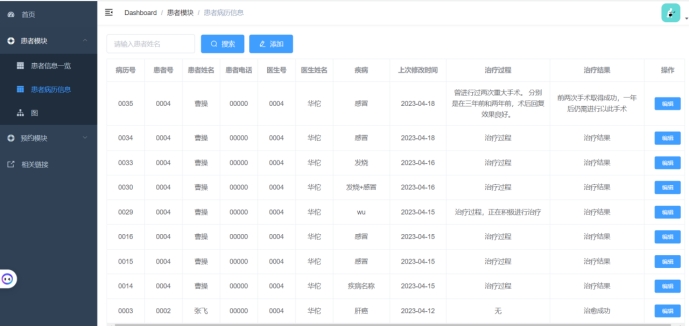 首页
患者模块
患者信息一览
患者病历信息
图
预约模块
相关链接
Dashboard / 患者模块 / 患者病历信息
请输入患者姓名 搜索 添加
病历号 患者号 患者姓名 患者电话 医生号 医生姓名 疾病 上次修改时间 治疗过程 治疗结果 操作
0035 0004 曹操 00000 0004 华佗 感冒 2023-04-18 曾进行过两次重大手术。 分别是在三年前和两年前，术后回复效果良好。 前两次手术取得成功，一年后仍需进行以此手术 编辑
0034 0004 曹操 00000 0004 华佗 感冒 2023-04-18 治疗过程 治疗结果 编辑
0033 0004 曹操 00000 0004 华佗 发烧 2023-04-16 治疗过程 治疗结果 编辑
0030 0004 曹操 00000 0004 华佗 发烧+感冒 2023-04-16 治疗过程 治疗结果 编辑
0029 0004 曹操 00000 0004 华佗 wu 2023-04-15 治疗过程，正在积极进行治疗 治疗结果 编辑
0016 0004 曹操 00000 0004 华佗 感冒 2023-04-15 治疗过程 治疗结果 编辑
0015 0004 曹操 00000 0004 华佗 感冒 2023-04-15 治疗过程 治疗结果 编辑
0014 0004 曹操 00000 0004 华佗 疾病名称 2023-04-15 治疗过程 治疗结果 编辑
0003 0002 张飞 00000 0004 华佗 肝癌 2023-04-12 无 治愈成功 编辑